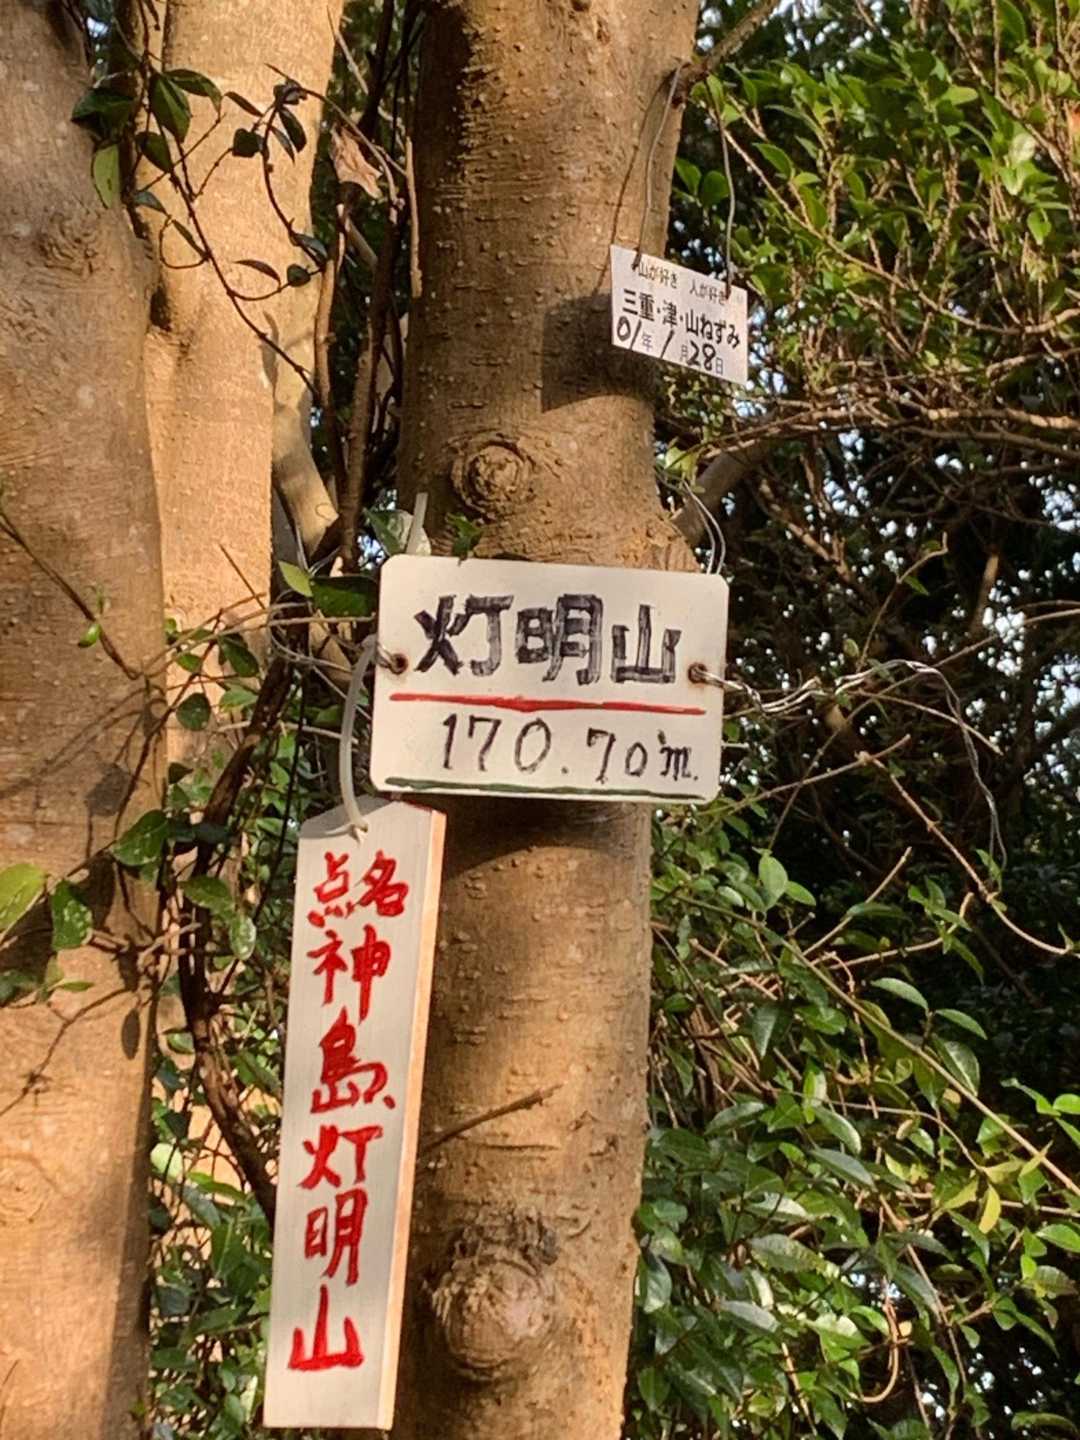 山が好き 人が好き
三重・津・山ねずみ
01年1月28日
灯明山
170.70m.
点名
神島灯明山